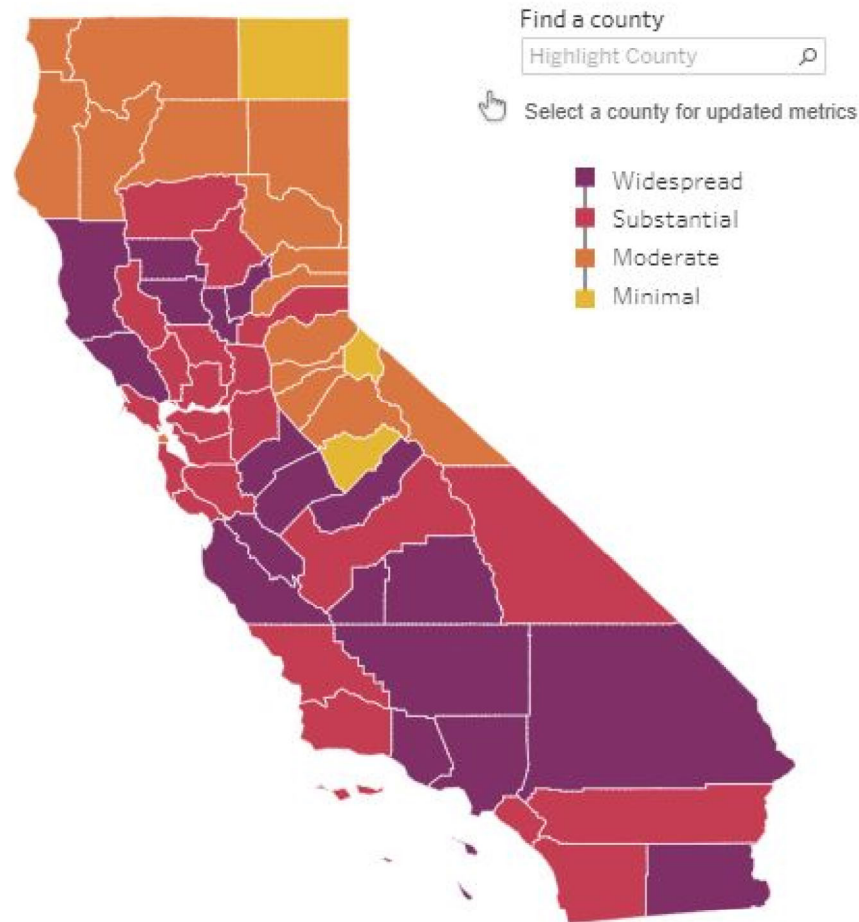 Find a county
Highlight County
Select a county for updated metrics
Widespread
Substantial
Moderate
Minimal